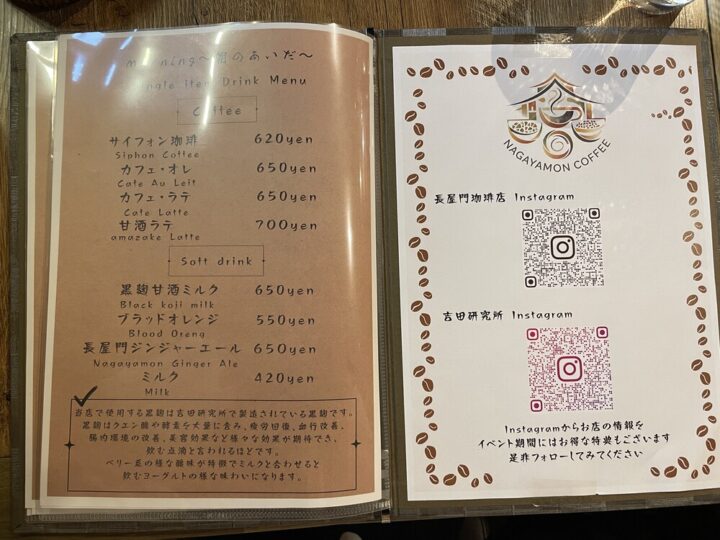 morning～朝のあいだ～
Single item Drink Menu
Coffee
サイフォン珈琲 620yen
Siphon Coffee
カフェ・オレ 650yen
Cafe Au Leit
カフェ・ラテ 650yen
Cafe Latte
甘酒ラテ 700yen
amazake Latte
Soft drink
黒麹甘酒ミルク 650yen
Black koji milk
ブラッドオレンジ 550yen
Blood Oreng
長屋門ジンジャーエール 650yen
Nagayamon Ginger Ale
ミルク 420yen
Milk
当店で使用する黒麹は吉田研究所で製造されている黒麹です。
黒麹はクエン酸や酵素を大量に含み、疲労回復、血行改善、
腸内環境の改善、美容効果など様々な効果が期待でき、
飲む点滴と言われるほどです。
ベリー系の様な酸味が特徴でミルクと合わせると
飲むヨーグルトの様な味わいになります。
NAGAYAMON COFFEE
長屋門珈琲店 Instagram
吉田研究所 Instagram
Instagramからお店の情報を
イベント期間にはお得な特典もございます
是非フォローしてみてください